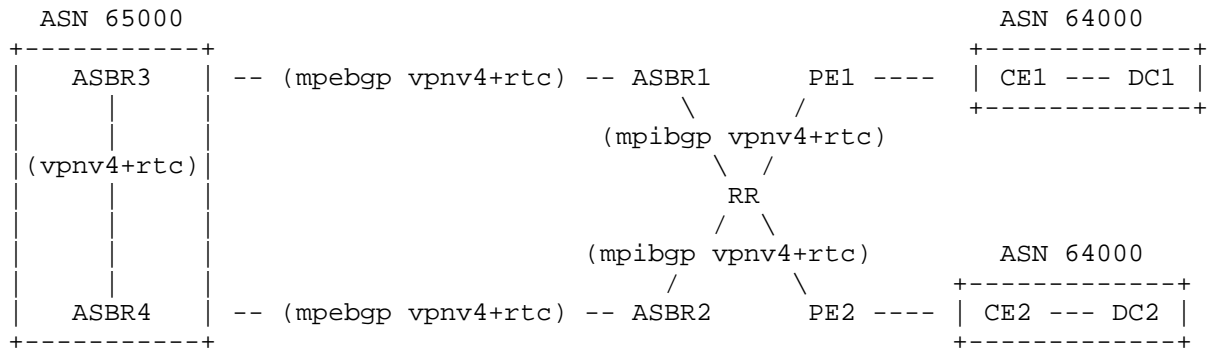 ASN 65000 ASN 64000
ASBR3 -- (mpebgp vpnv4+rtc) -- ASBR1 PE1 ---- | CE1 --- DC1 |
(mpibgp vpnv4+rtc)
(vpnv4+rtc)
RR
(mpibgp vpnv4+rtc) ASN 64000
ASBR4 -- (mpebgp vpnv4+rtc) -- ASBR2 PE2 ---- | CE2 --- DC2 |